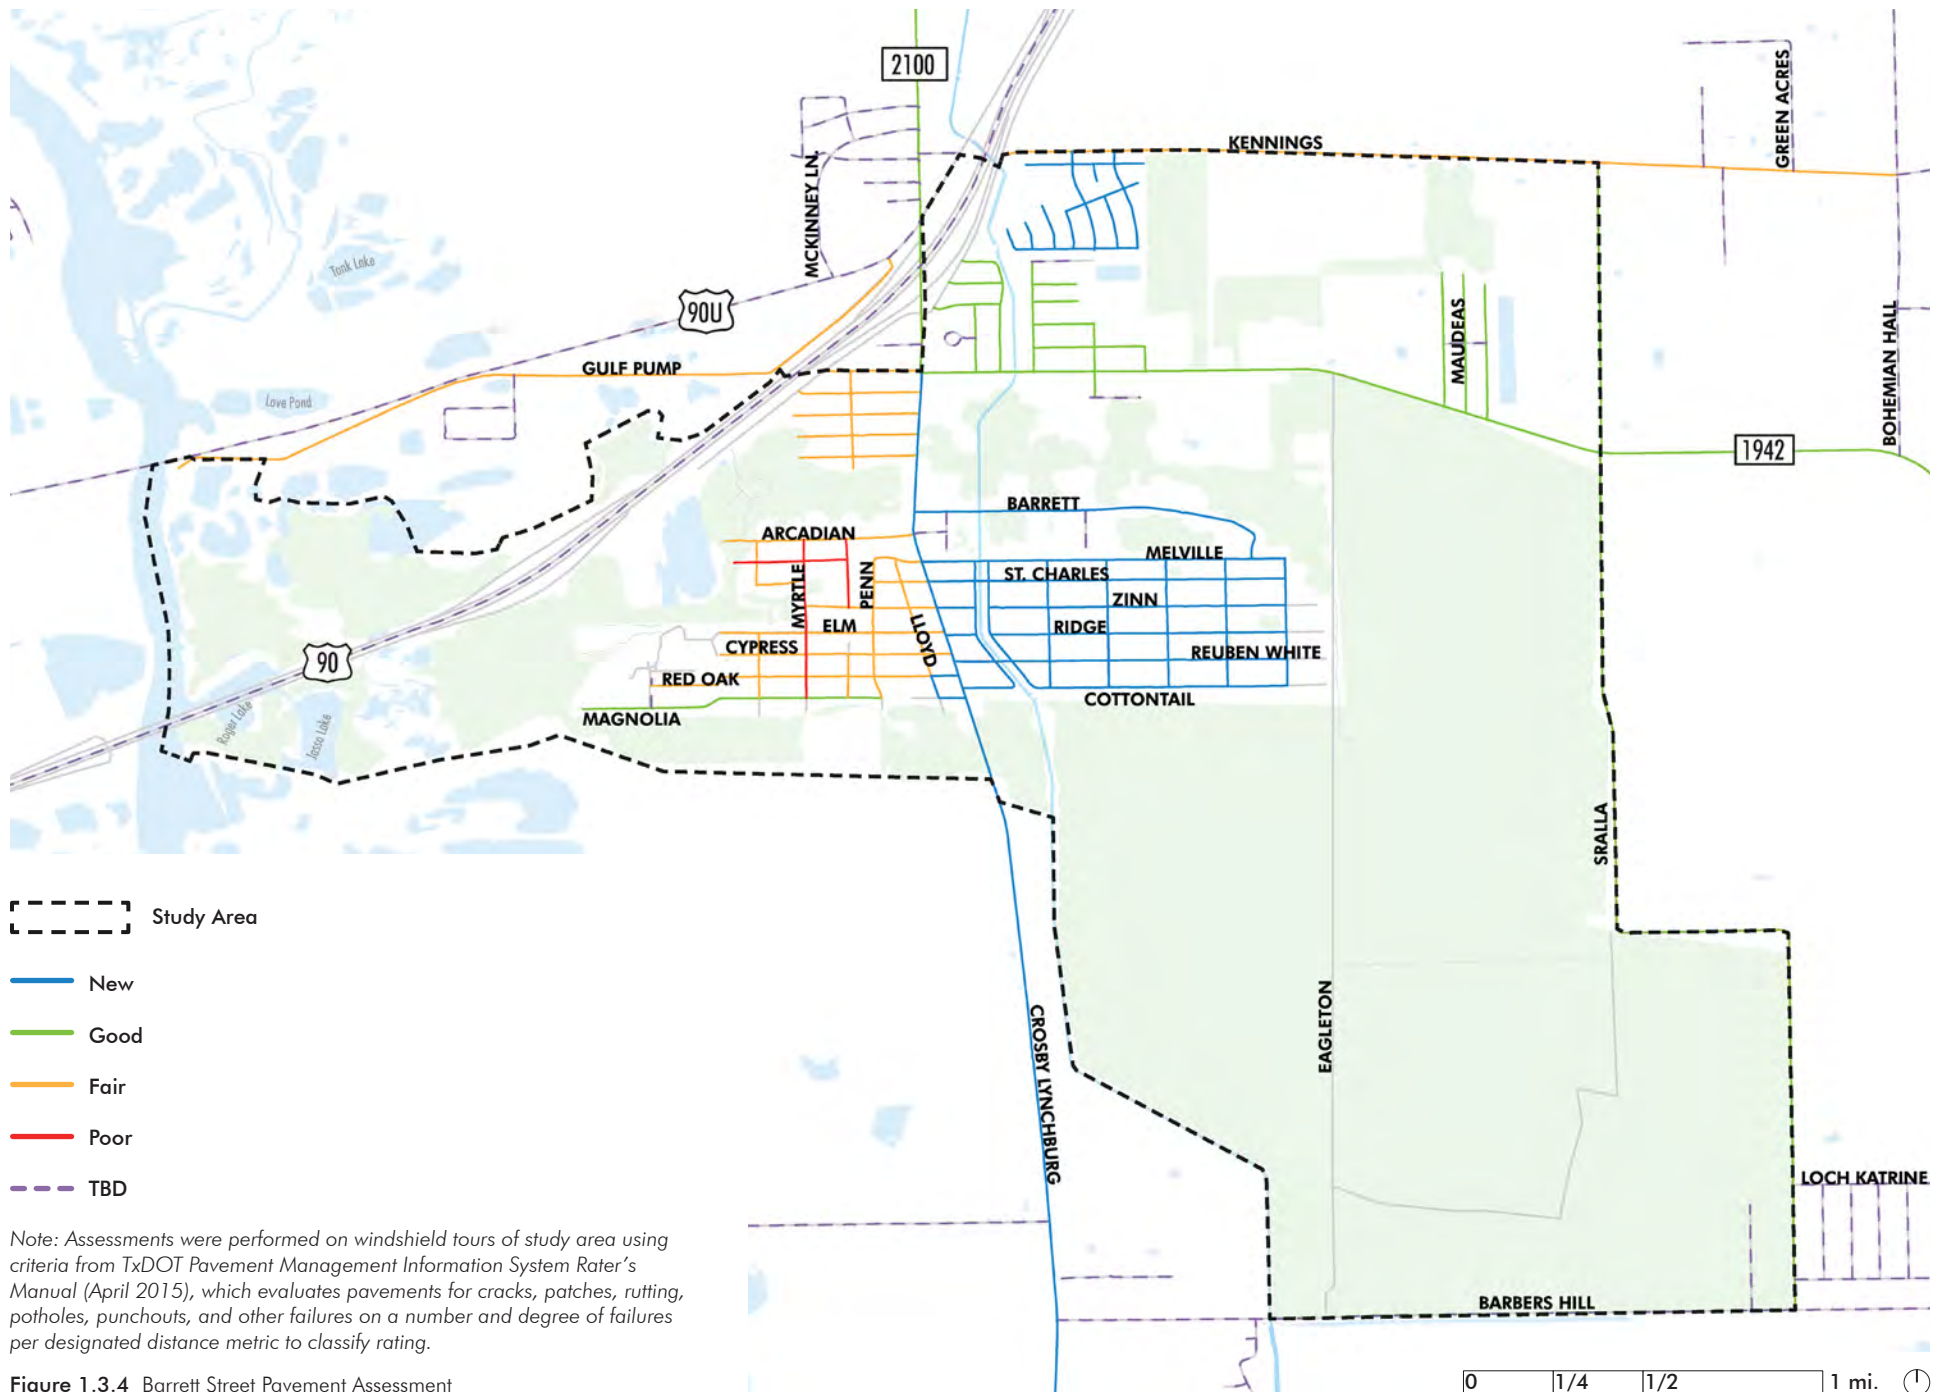 2100
KENNINGS
GREEN ACRES
MCKINNEY LN.
Tank Lake
90U
MAUDEAS
BOHEMIAN HALL
GULF PUMP
Love Pond
1942
BARRETT
ARCADIAN
MELVILLE
ST. CHARLES
MYRTLE
PENN
ZINN
ELM
LLOYD
RIDGE
CYPRESS
90
REUBEN WHITE
RED OAK
COTTONTAIL
MAGNOLIA
Roger Lake
Jasso Lake
SRALLA
Study Area
New
Good
Fair
Poor
TBD
EAGLETON
CROSBY LYNCHBURG
LOCH KATRINE
BARBERS HILL
Note: Assessments were performed on windshield tours of study area using
criteria from TxDOT Pavement Management Information System Rater's
Manual (April 2015), which evaluates pavements for cracks, patches, rutting,
potholes, punchouts, and other failures on a number and degree of failures
per designated distance metric to classify rating.
Figure 1.3.4 Barrett Street Pavement Assessment
0 1/4 1/2 1 mi.